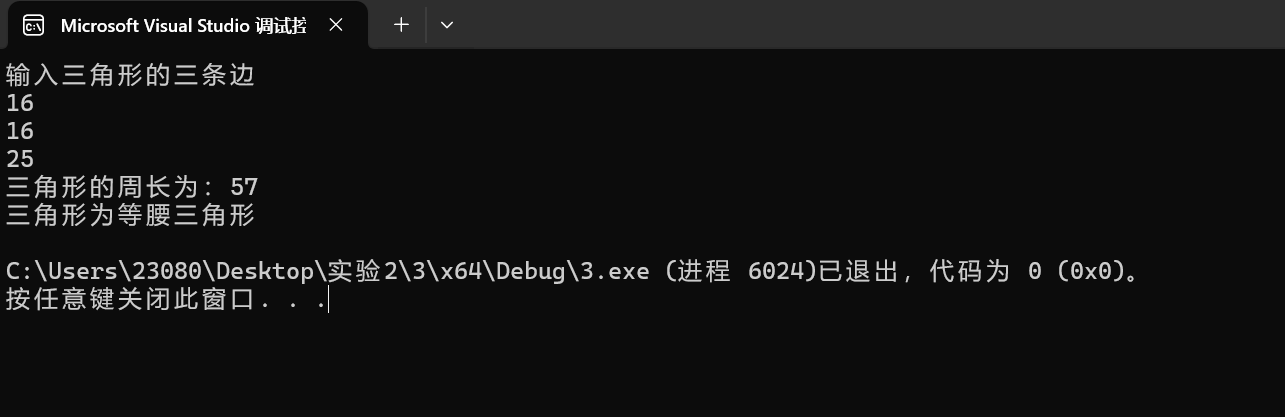 Microsoft Visual Studio 调试控
输入三角形的三条边
16
16
25
三角形的周长为：57
三角形为等腰三角形
C:\Users\23080\Desktop\实验2\3\x64\Debug\3.exe (进程 6024)已退出，代码为 0 (0x0)。
按任意键关闭此窗口. . .